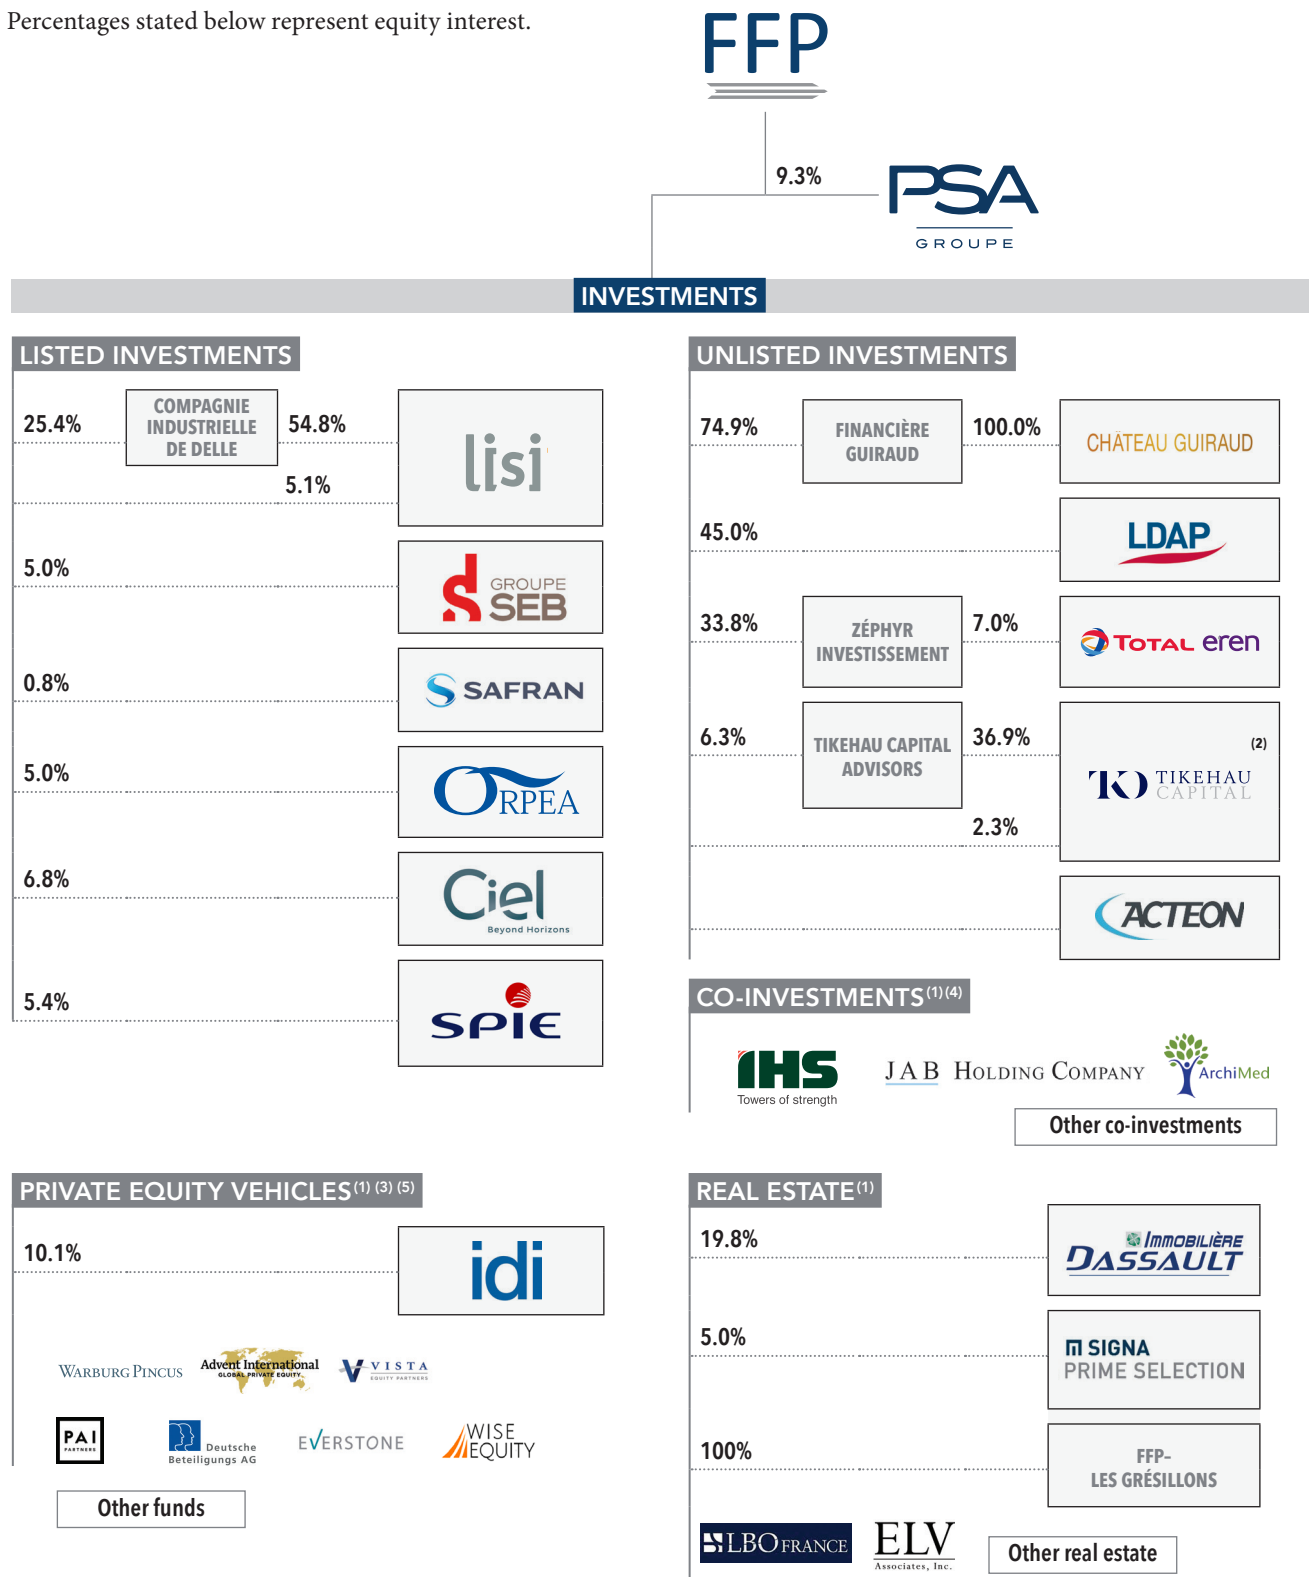 Percentages stated below represent equity interest.
FFP
9.3%
PSA
GROUPE
INVESTMENTS
LISTED INVESTMENTS
25.4%
COMPAGNIE
INDUSTRIELLE
DE DELLE
54.8%
5.1%
lisi
5.0%
GROUPE
SEB
0.8%
SAFRAN
5.0%
ORPEA
6.8%
Ciel
Beyond Horizons
5.4%
SPIE
UNLISTED INVESTMENTS
74.9%
FINANCIÈRE
GUIRAUD
100.0%
CHÂTEAU GUIRAUD
45.0%
LDAP
33.8%
ZÉPHYR
INVESTISSEMENT
7.0%
TOTAL eren
6.3%
TIKEHAU CAPITAL
ADVISORS
36.9%
2.3%
(2)
TIKEHAU
CAPITAL
ACTEON
CO-INVESTMENTS(1)(4)
IHS
Towers of strength
JAB HOLDING COMPANY
ArchiMed
Other co-investments
PRIVATE EQUITY VEHICLES(1) (3) (5)
10.1%
idi
WARBURG PINCUS
Advent International
GLOBAL PRIVATE EQUITY
VISTA
EQUITY PARTNERS
PAI
PARTNERS
Deutsche
Beteiligungs AG
EVERSTONE
WISE
EQUITY
Other funds
REAL ESTATE(1)
19.8%
IMMOBILIÈRE
DASSAULT
5.0%
SIGNA
PRIME SELECTION
100%
FFP–
LES GRÉSILLONS
LBO FRANCE
ELV
Associates, Inc.
Other real estate